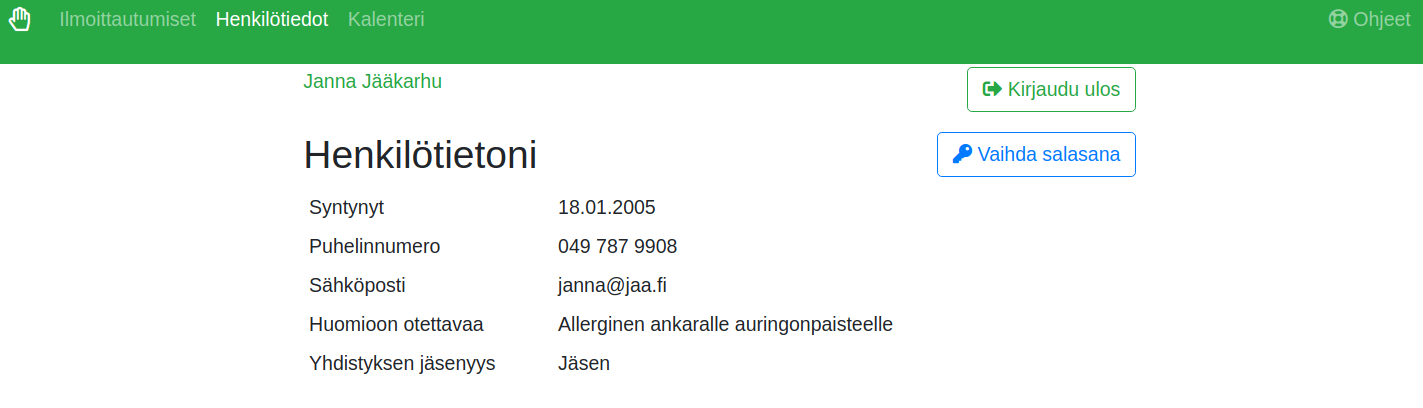 Ilmoittautumiset Henkilötiedot Kalenteri Ohjeet
Janna Jääkarhu Kirjaudu ulos
Henkilötietoni Vaihda salasana
Syntynyt 18.01.2005
Puhelinnumero 049 787 9908
Sähköposti janna@jaa.fi
Huomioon otettavaa Allerginen ankaralle auringonpaisteelle
Yhdistyksen jäsenyys Jäsen